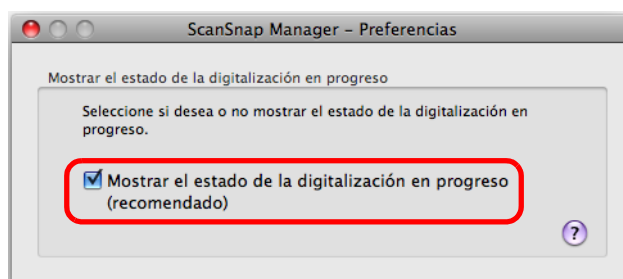 ScanSnap Manager – Preferencias
Mostrar el estado de la digitalización en progreso
Seleccione si desea o no mostrar el estado de la digitalización en
progreso.
Mostrar el estado de la digitalización en progreso
(recomendado)
?